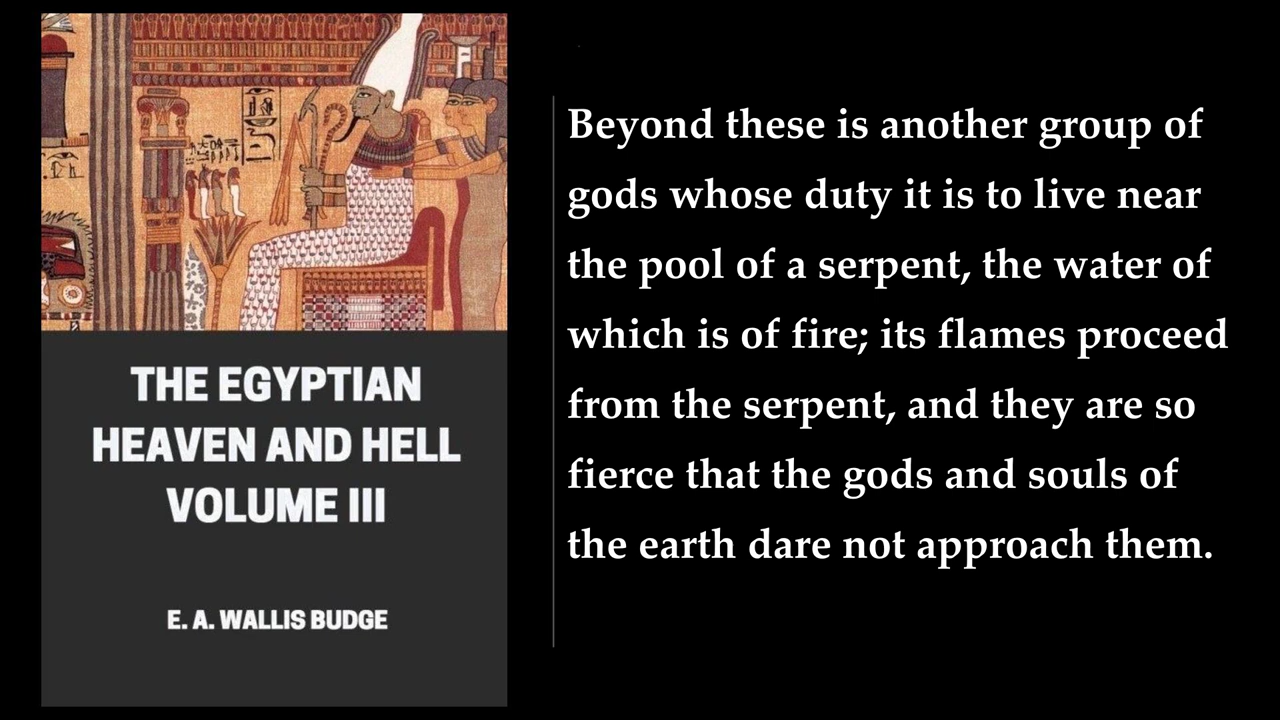 THE EGYPTIAN
HEAVEN AND HELL
VOLUME III
E. A. WALLIS BUDGE
Beyond these is another group of
gods whose duty it is to live near
the pool of a serpent, the water of
which is of fire; its flames proceed
from the serpent, and they are so
fierce that the gods and souls of
the earth dare not approach them.